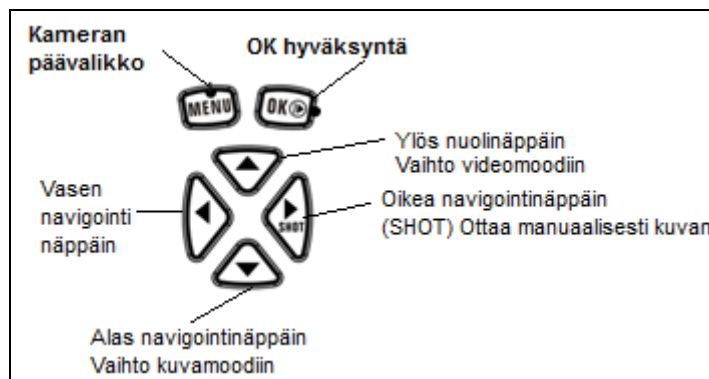 Kameran
päävalikko
OK hyväksyntä
MENU
OK
Ylös nuolinäppäin
Vaihto videomoodiin
Vasen
navigointi
näppäin
Oikea navigointinäppäin
(SHOT) Ottaa manuaalisesti kuvan
SHOT
Alas navigointinäppäin
Vaihto kuvamoodiin